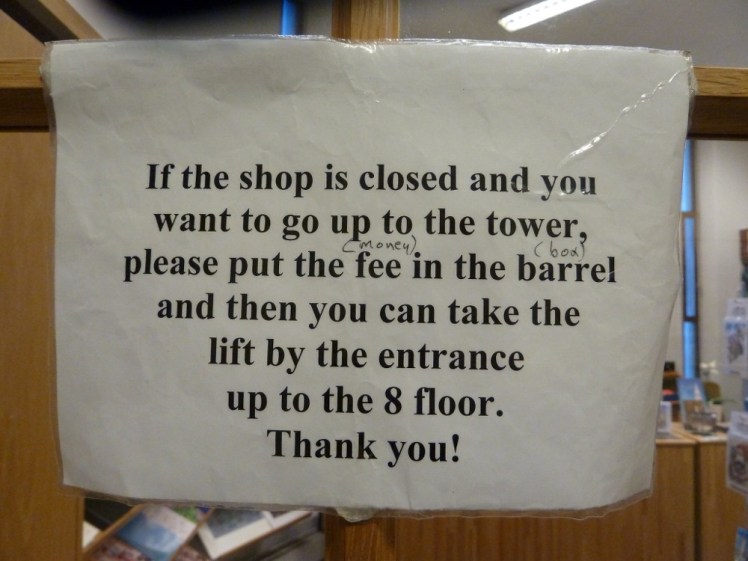 If the shop is closed and you
want to go up to the tower,
(money) (box)
please put the fee in the barrel
and then you can take the
lift by the entrance
up to the 8 floor.
Thank you!